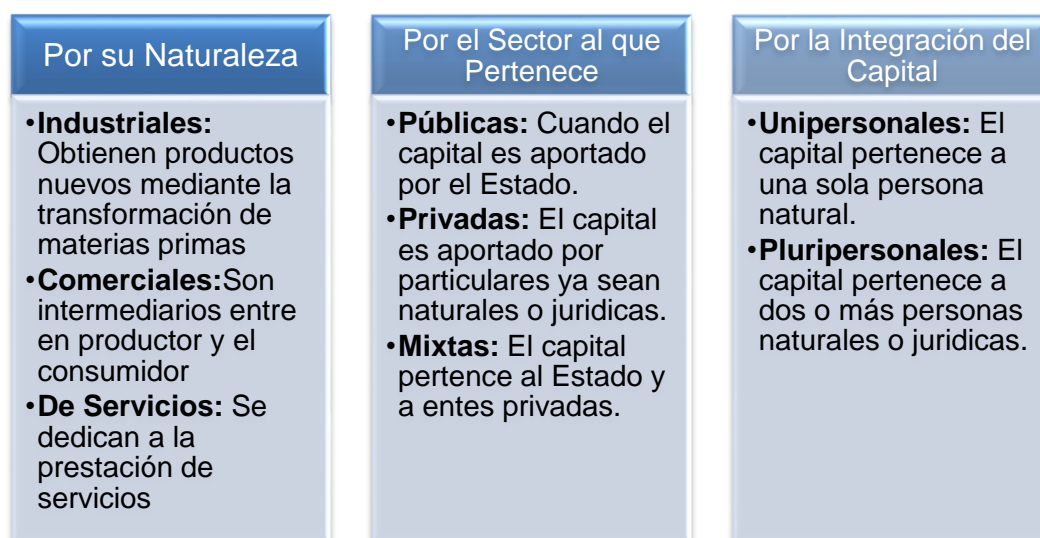 Por su Naturaleza
•Industriales:
Obtienen productos
nuevos mediante la
transformación de
materias primas
•Comerciales:Son
intermediarios entre
en productor y el
consumidor
•De Servicios: Se
dedican a la
prestación de
servicios
Por el Sector al que
Pertenece
•Públicas: Cuando el
capital es aportado
por el Estado.
•Privadas: El capital
es aportado por
particulares ya sean
naturales o juridicas.
•Mixtas: El capital
pertence al Estado y
a entes privadas.
Por la Integración del
Capital
•Unipersonales: El
capital pertenece a
una sola persona
natural.
•Pluripersonales: El
capital pertenece a
dos o más personas
naturales o juridicas.